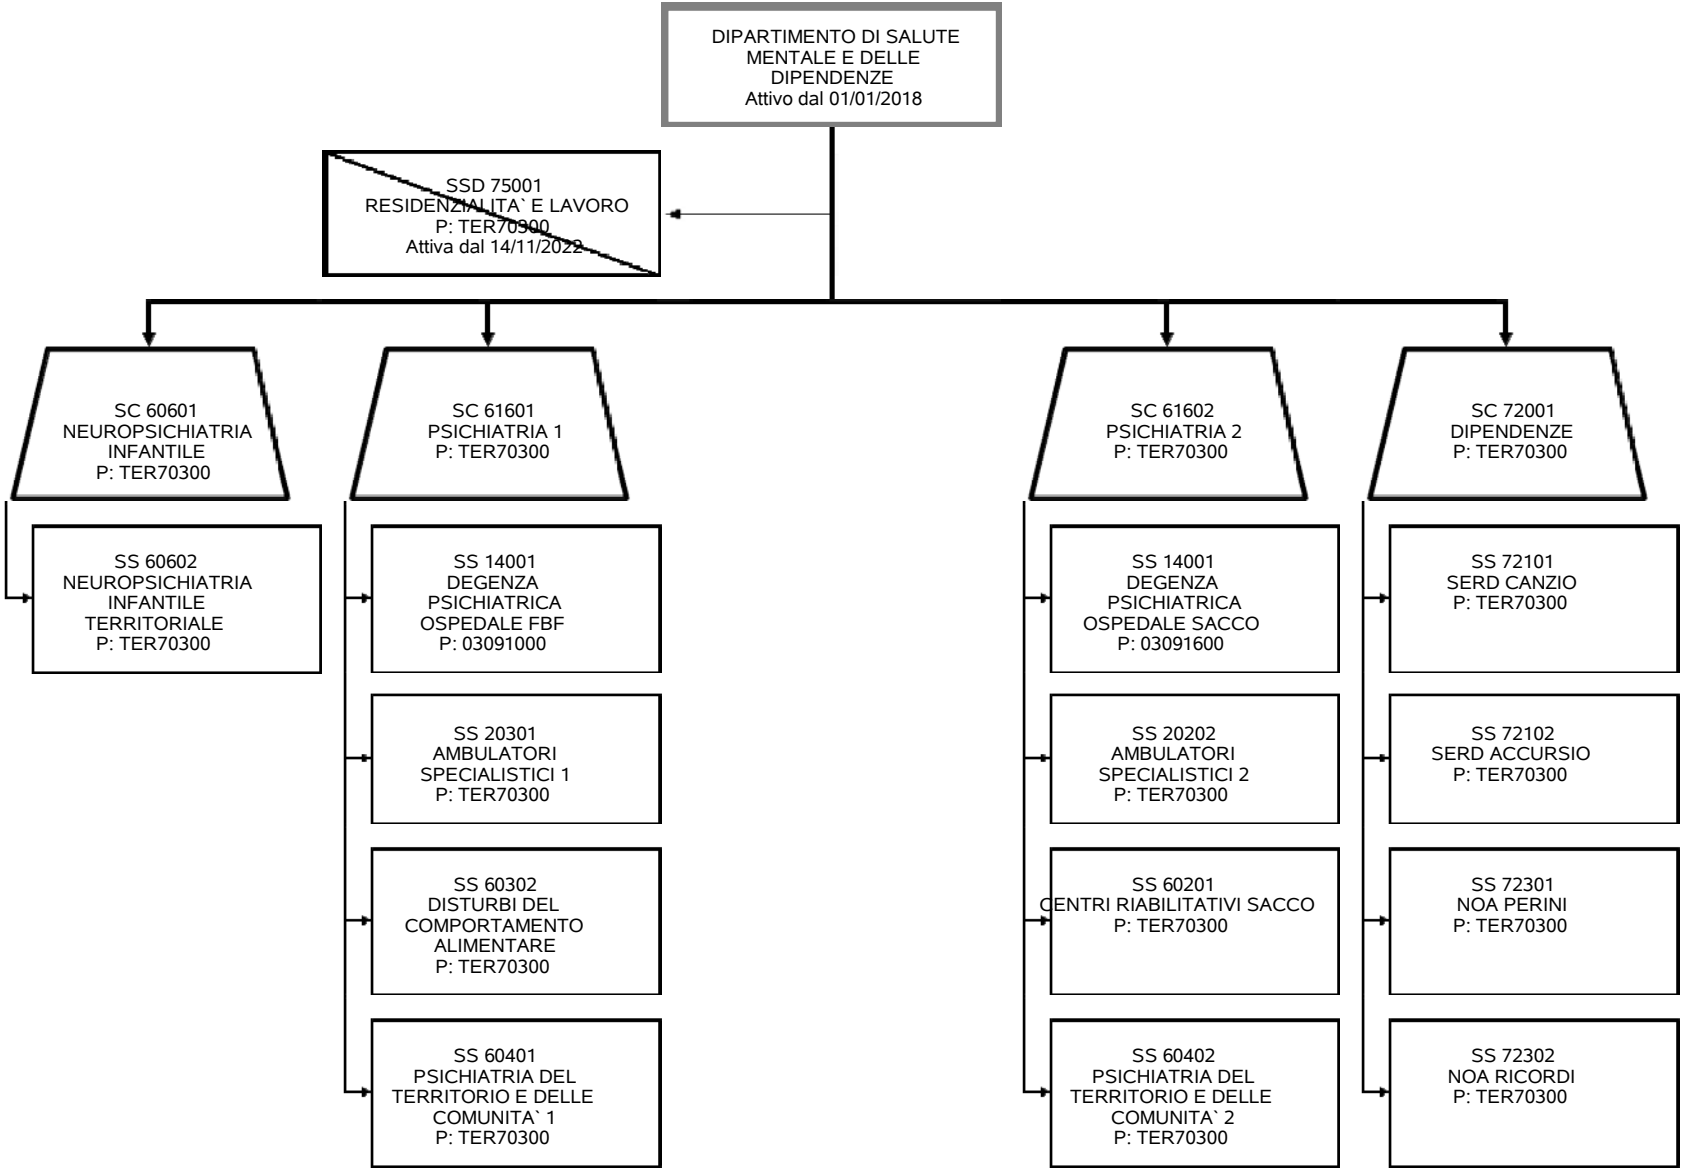 DIPARTIMENTO DI SALUTE
MENTALE E DELLE
DIPENDENZE
Attivo dal 01/01/2018
SSD 75001
RESIDENZIALITA` E LAVORO
P: TER70300
Attiva dal 14/11/2022
SC 60601
NEUROPSICHIATRIA
INFANTILE
P: TER70300
SC 61601
PSICHIATRIA 1
P: TER70300
SC 61602
PSICHIATRIA 2
P: TER70300
SC 72001
DIPENDENZE
P: TER70300
SS 60602
NEUROPSICHIATRIA
INFANTILE
TERRITORIALE
P: TER70300
SS 14001
DEGENZA
PSICHIATRICA
OSPEDALE FBF
P: 03091000
SS 14001
DEGENZA
PSICHIATRICA
OSPEDALE SACCO
P: 03091600
SS 72101
SERD CANZIO
P: TER70300
SS 20301
AMBULATORI
SPECIALISTICI 1
P: TER70300
SS 20202
AMBULATORI
SPECIALISTICI 2
P: TER70300
SS 72102
SERD ACCURSIO
P: TER70300
SS 60302
DISTURBI DEL
COMPORTAMENTO
ALIMENTARE
P: TER70300
SS 60201
CENTRI RIABILITATIVI SACCO
P: TER70300
SS 72301
NOA PERINI
P: TER70300
SS 60401
PSICHIATRIA DEL
TERRITORIO E DELLE
COMUNITA` 1
P: TER70300
SS 60402
PSICHIATRIA DEL
TERRITORIO E DELLE
COMUNITA` 2
P: TER70300
SS 72302
NOA RICORDI
P: TER70300